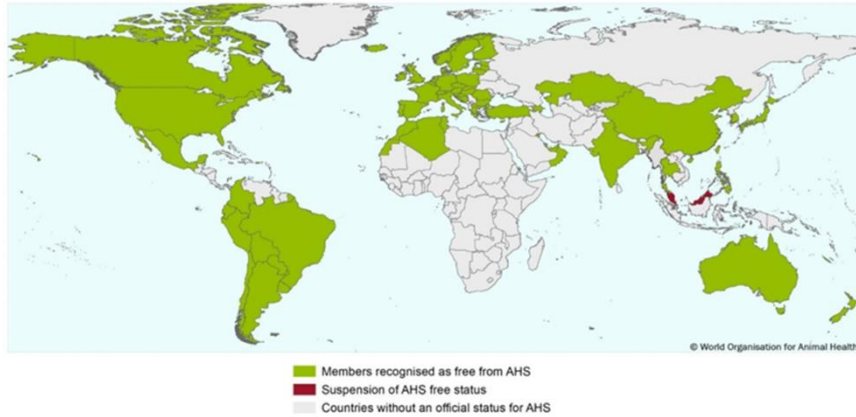 © World Organisation for Animal Health
Members recognised as free from AHS
Suspension of AHS free status
Countries without an official status for AHS